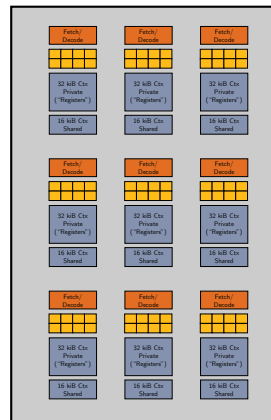 Fetch/
Decode
32 kiB Ctx
Private
("Registers")
16 kiB Ctx
Shared
Fetch/
Decode
32 kiB Ctx
Private
("Registers")
16 kiB Ctx
Shared
Fetch/
Decode
32 kiB Ctx
Private
("Registers")
16 kiB Ctx
Shared
Fetch/
Decode
32 kiB Ctx
Private
("Registers")
16 kiB Ctx
Shared
Fetch/
Decode
32 kiB Ctx
Private
("Registers")
16 kiB Ctx
Shared
Fetch/
Decode
32 kiB Ctx
Private
("Registers")
16 kiB Ctx
Shared
Fetch/
Decode
32 kiB Ctx
Private
("Registers")
16 kiB Ctx
Shared
Fetch/
Decode
32 kiB Ctx
Private
("Registers")
16 kiB Ctx
Shared
Fetch/
Decode
32 kiB Ctx
Private
("Registers")
16 kiB Ctx
Shared